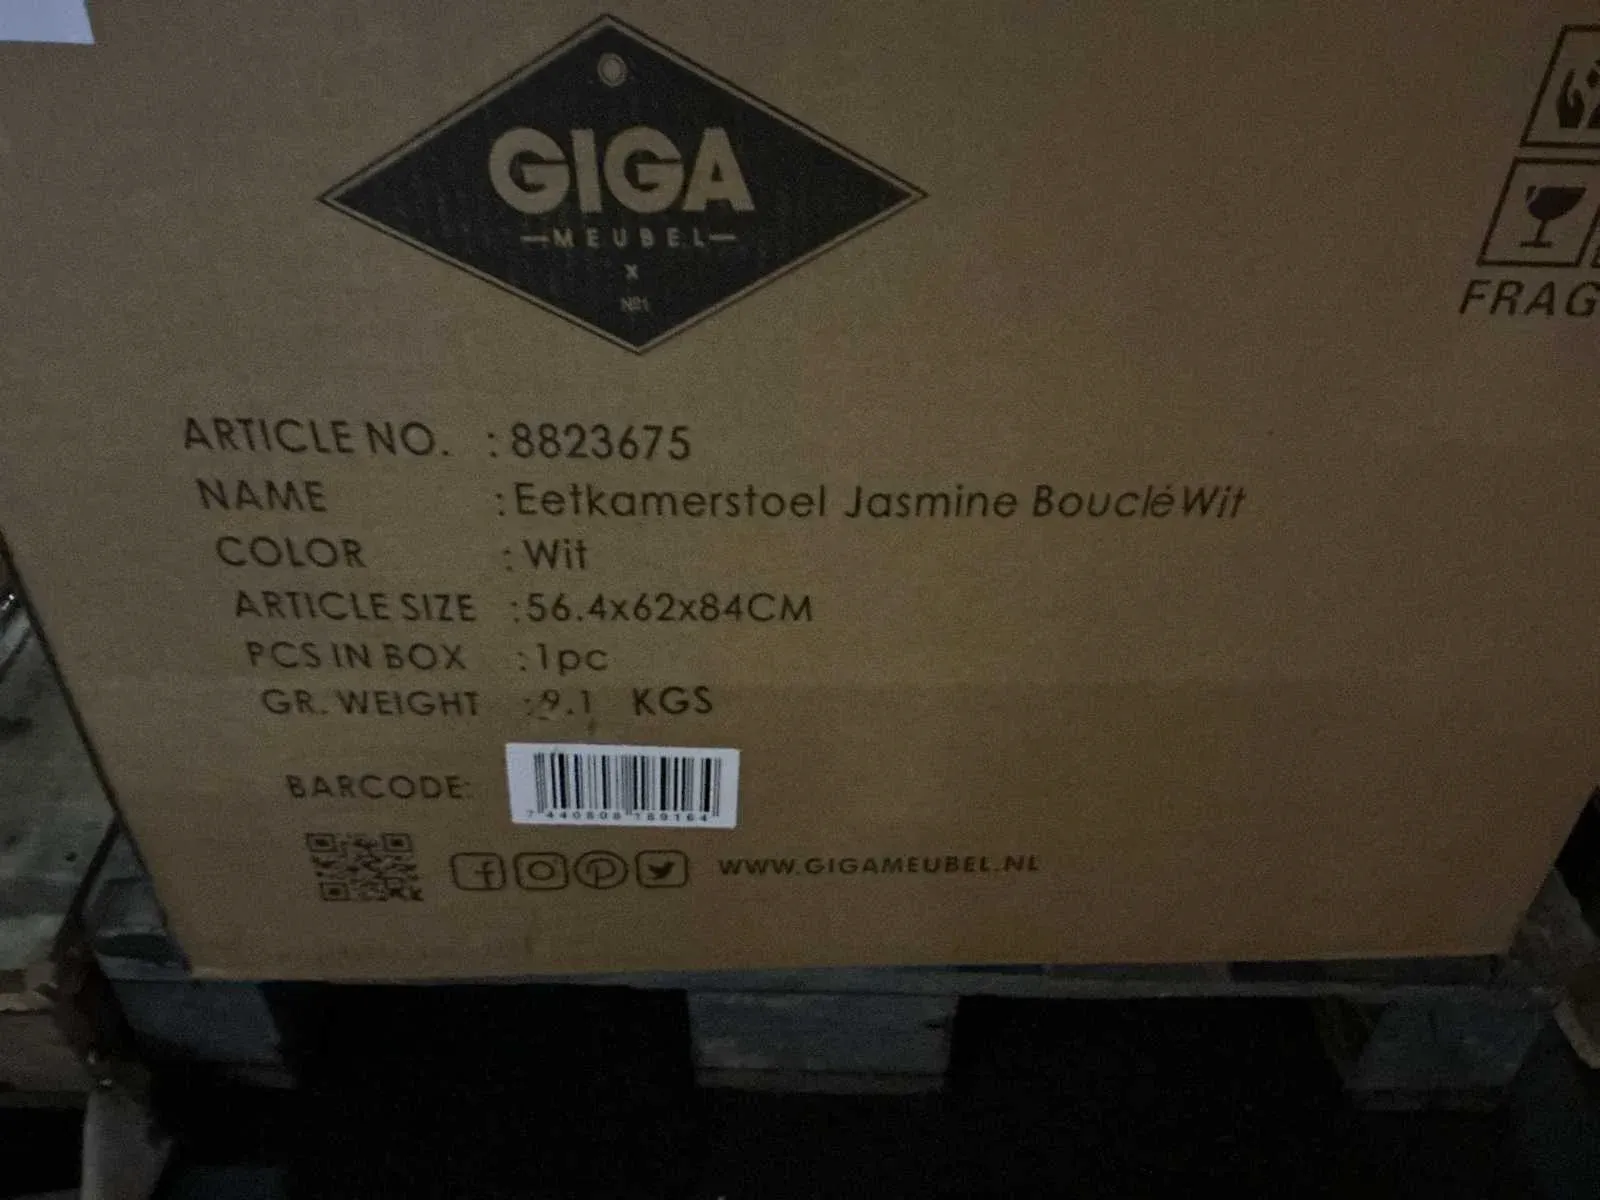 GIGA
—MEUBEL—
x
Nº1
FRAG
ARTICLE NO. : 8823675
NAME : Eetkamerstoel Jasmine Bouclé Wit
COLOR : Wit
ARTICLE SIZE : 56.4x62x84CM
PCS IN BOX : 1pc
GR. WEIGHT : 9.1 KGS
BARCODE:
WWW.GIGAMEUBEL.NL